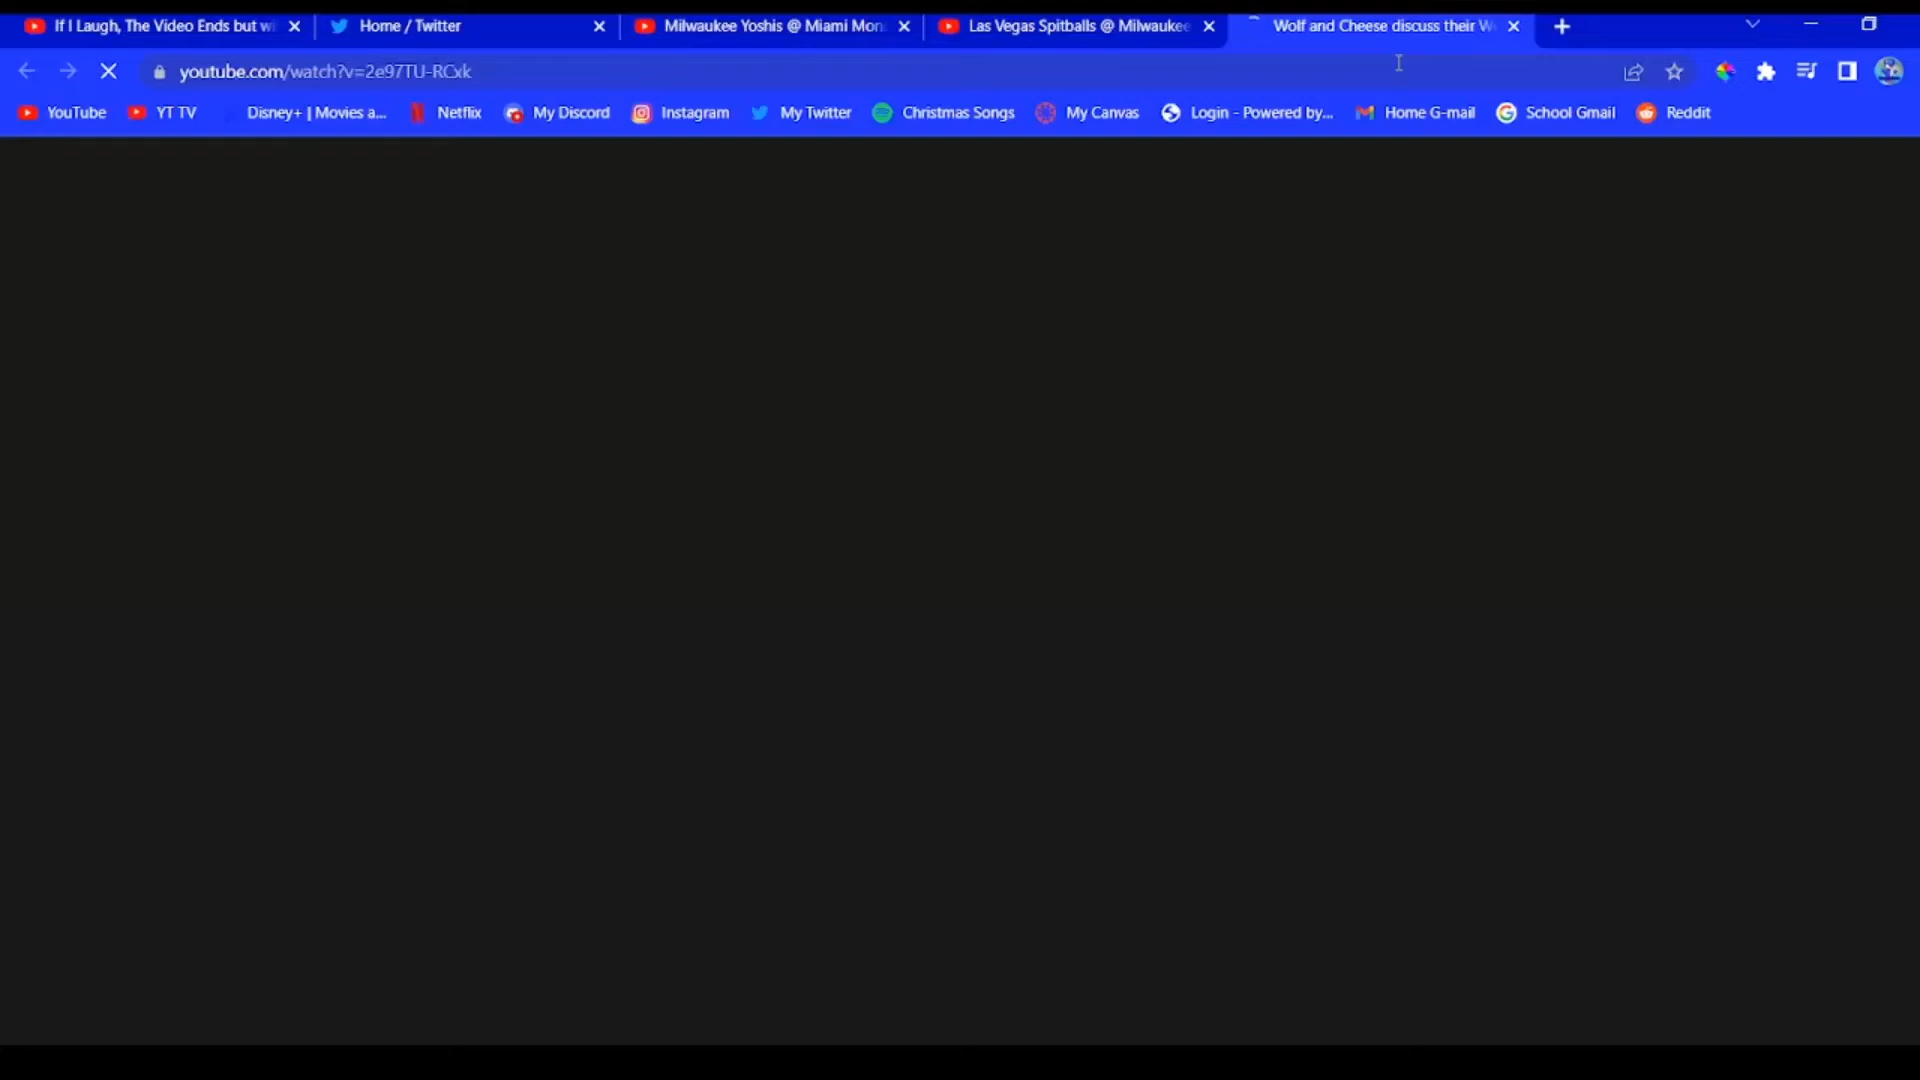 If I Laugh, The Video Ends but wi
Home / Twitter
Milwaukee Yoshis @ Miami Mon
Las Vegas Spitballs @ Milwaukee
Wolf and Cheese discuss their W
youtube.com/watch?v=2e97TU-RCxk
YouTube
YT TV
Disney+ | Movies a...
Netflix
My Discord
Instagram
My Twitter
Christmas Songs
My Canvas
Login - Powered by...
Home G-mail
School Gmail
Reddit